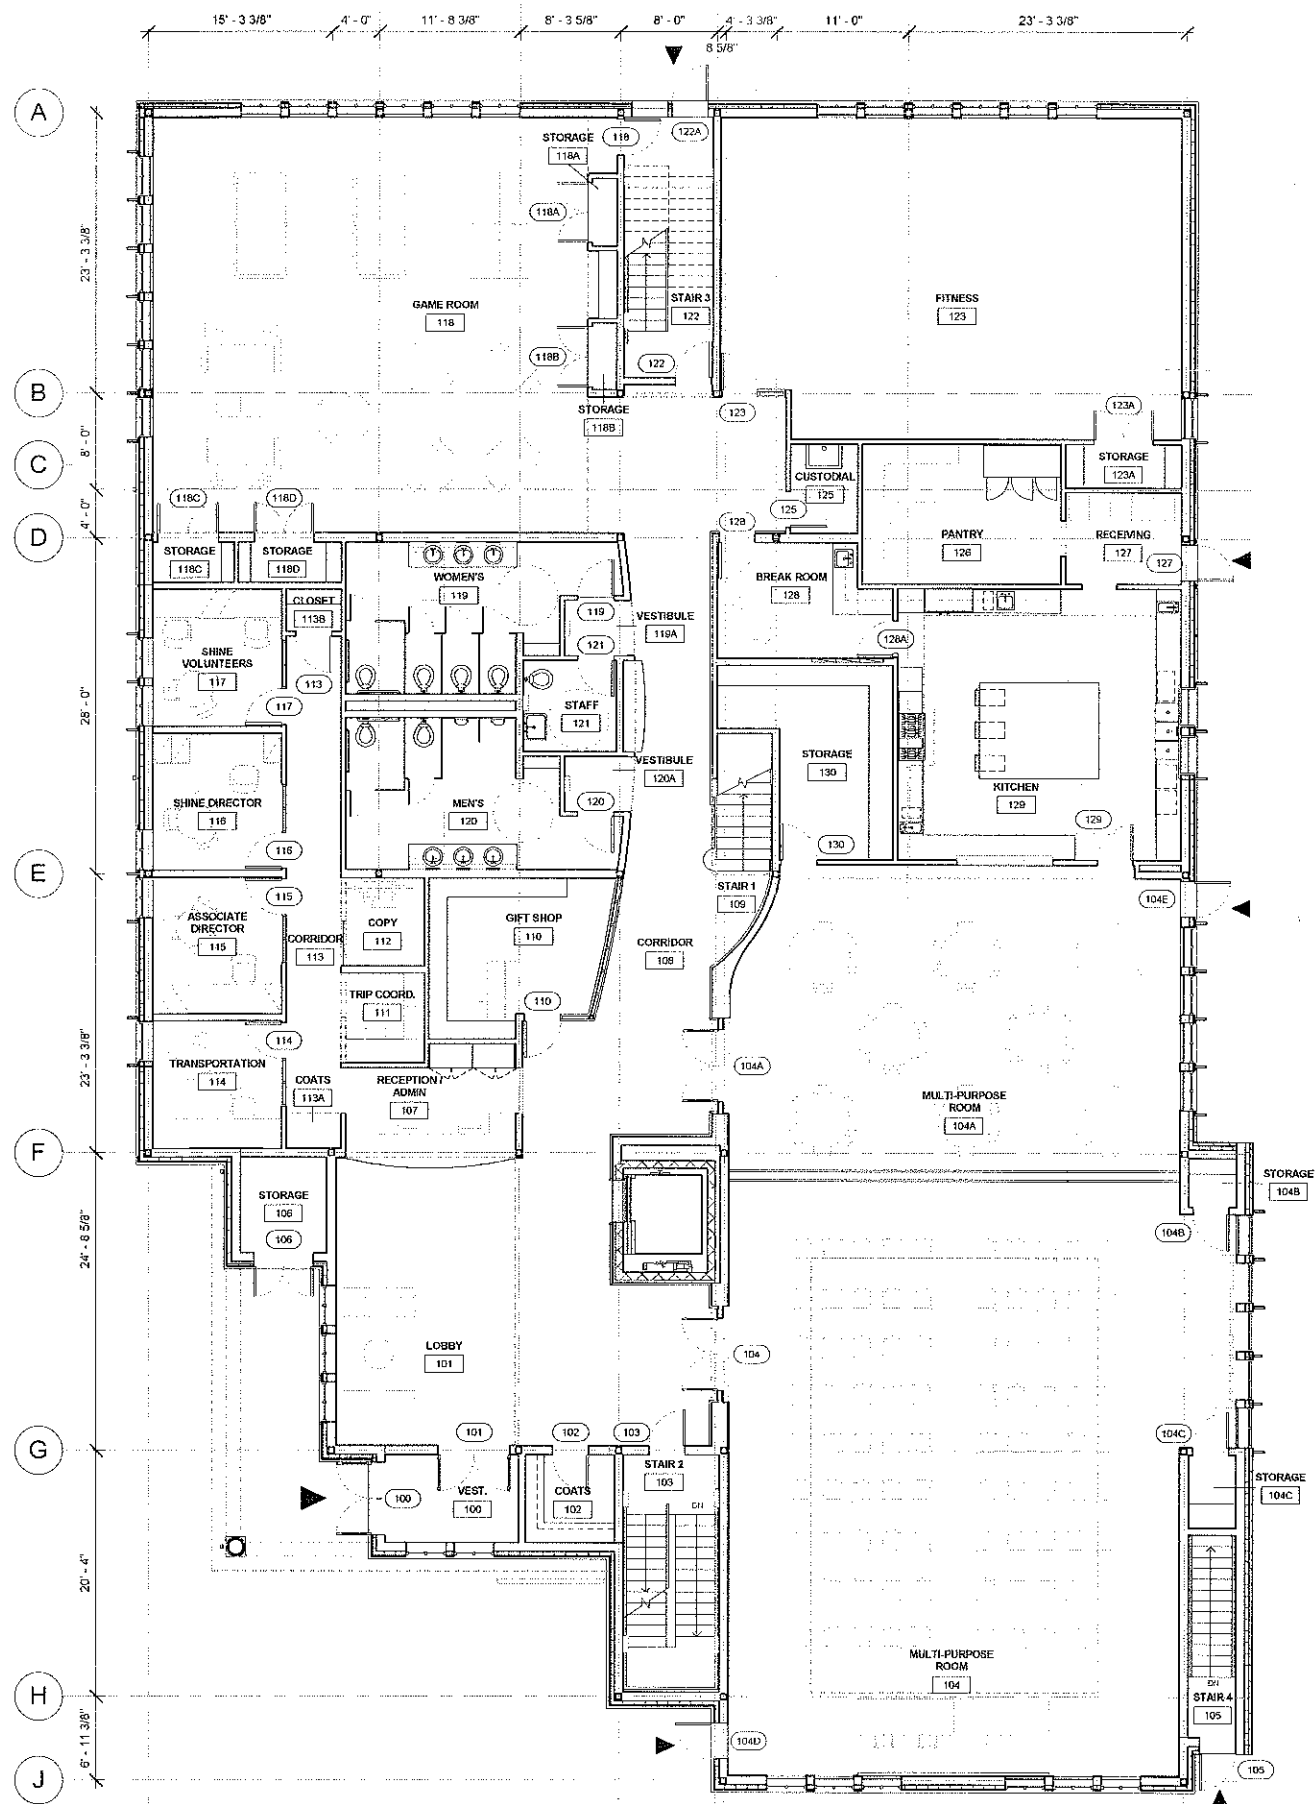 15' - 3 3/8" 4' - 0" 11' - 8 3/8" 8' - 3 5/8" 8' - 0" 4' - 3 3/8" 11' - 0" 23' - 3 3/8"
8 5/8"
A
STORAGE
118A
118
122A
118A
23' - 3 3/8"
GAME ROOM
118
STAIR 3
122
FITNESS
123
118B
122
B
STORAGE
118B
123
123A
8' - 0"
C
CUSTODIAL
125
STORAGE
123A
118C
118D
125
4' - 0"
128
D
STORAGE
118C
STORAGE
118D
WOMEN'S
119
PANTRY
126
RECEIVING
127
127
BREAK ROOM
128
CLOSET
113B
119
VESTIBULE
119A
121
128A
SHINE
VOLUNTEERS
117
113
117
28' - 0"
STAFF
121
STORAGE
130
VESTIBULE
120A
SHINE DIRECTOR
116
MEN'S
120
120
KITCHEN
129
129
116
130
E
115
STAIR 1
109
104E
ASSOCIATE
DIRECTOR
115
CORRIDOR
113
COPY
112
GIFT SHOP
110
CORRIDOR
108
TRIP COORD.
111
110
114
23' - 3 3/8"
TRANSPORTATION
114
COATS
113A
RECEPTION /
ADMIN
107
104A
MULTI-PURPOSE
ROOM
104A
F
STORAGE
104B
STORAGE
106
106
104B
24' - 8 5/8"
LOBBY
101
104
101
102
103
104C
G
STAIR 2
103
STORAGE
104C
100
VEST.
100
COATS
102
DN
20' - 4"
MULTI-PURPOSE
ROOM
104
DN
STAIR 4
105
H
6' - 11 3/8"
104D
105
J